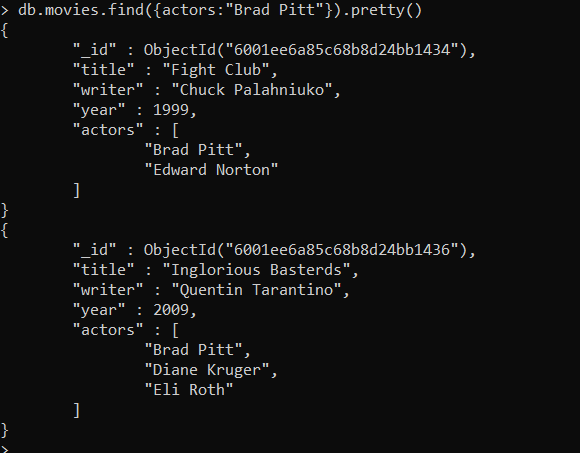 > db.movies.find({actors:"Brad Pitt"}).pretty()
{
        "_id" : ObjectId("6001ee6a85c68b8d24bb1434"),
        "title" : "Fight Club",
        "writer" : "Chuck Palahniuko",
        "year" : 1999,
        "actors" : [
                "Brad Pitt",
                "Edward Norton"
        ]
}
{
        "_id" : ObjectId("6001ee6a85c68b8d24bb1436"),
        "title" : "Inglorious Basterds",
        "writer" : "Quentin Tarantino",
        "year" : 2009,
        "actors" : [
                "Brad Pitt",
                "Diane Kruger",
                "Eli Roth"
        ]
}
>